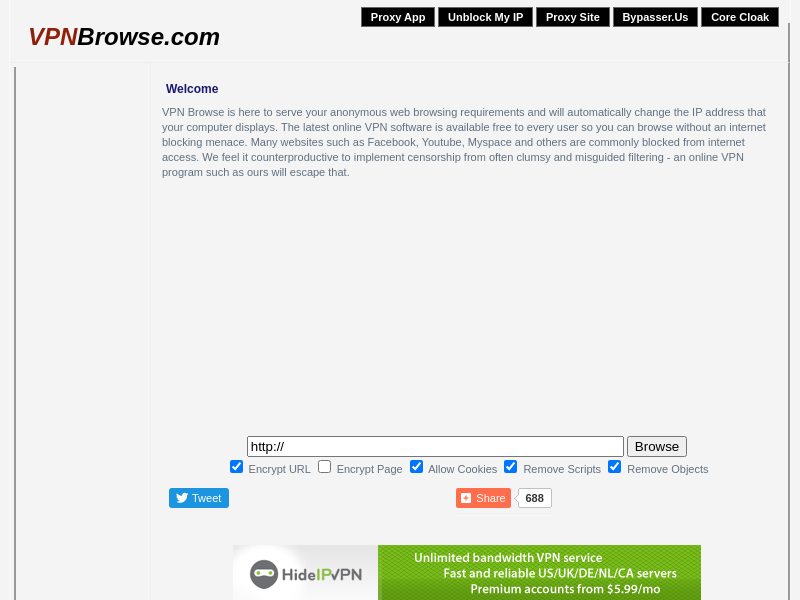 Proxy App Unblock My IP Proxy Site Bypasser.Us Core Cloak
VPNBrowse.com
Welcome
VPN Browse is here to serve your anonymous web browsing requirements and will automatically change the IP address that
your computer displays. The latest online VPN software is available free to every user so you can browse without an internet
blocking menace. Many websites such as Facebook, Youtube, Myspace and others are commonly blocked from internet
access. We feel it counterproductive to implement censorship from often clumsy and misguided filtering - an online VPN
program such as ours will escape that.
http:// Browse
Encrypt URL Encrypt Page Allow Cookies Remove Scripts Remove Objects
Tweet Share 688
HideIPVPN
Unlimited bandwidth VPN service
Fast and reliable US/UK/DE/NL/CA servers
Premium accounts from $5.99/mo